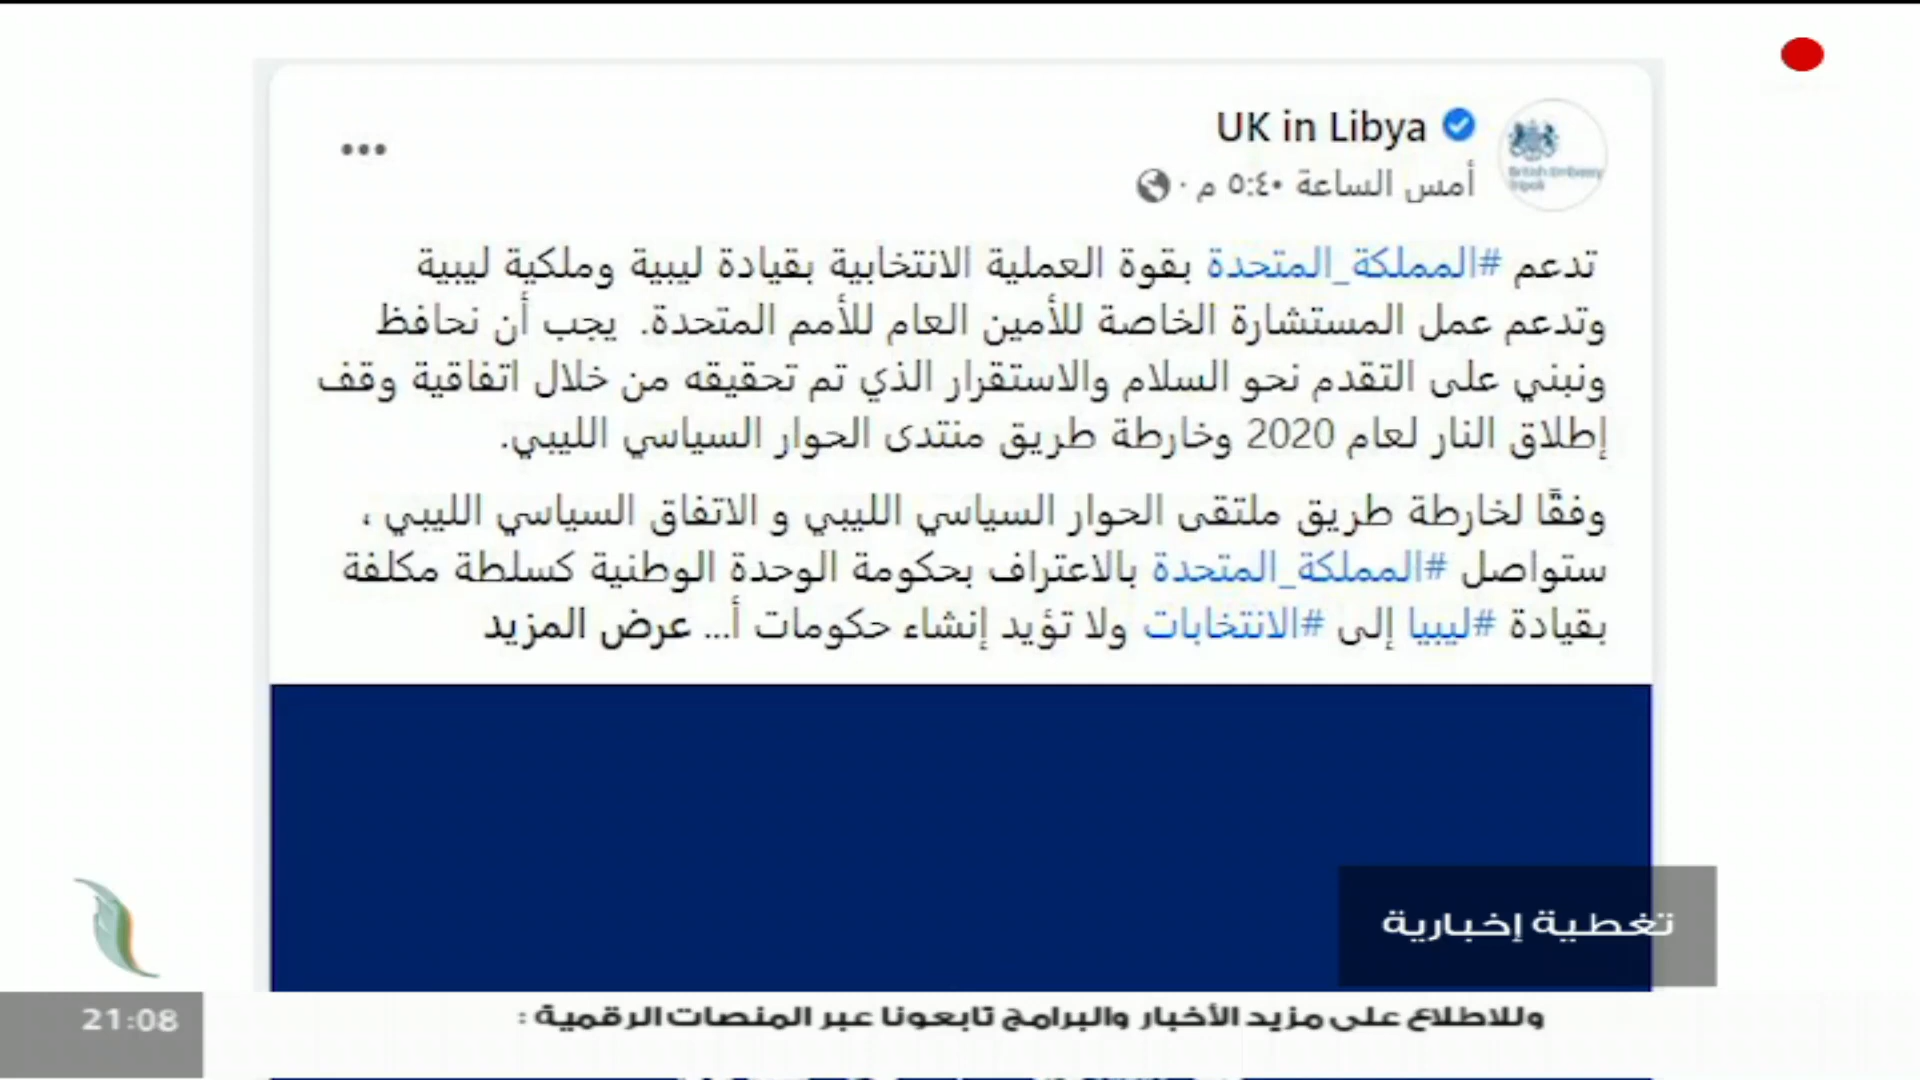 UK in Libya
أمس الساعة ٥:٤٠ م ·
British Embassy
Tripoli
تدعم #المملكة_المتحدة بقوة العملية الانتخابية بقيادة ليبية وملكية ليبية
وتدعم عمل المستشارة الخاصة للأمين العام للأمم المتحدة. يجب أن نحافظ
ونبني على التقدم نحو السلام والاستقرار الذي تم تحقيقه من خلال اتفاقية وقف
إطلاق النار لعام 2020 وخارطة طريق منتدى الحوار السياسي الليبي.
وفقًا لخارطة طريق ملتقى الحوار السياسي الليبي و الاتفاق السياسي الليبي ،
ستواصل #المملكة_المتحدة بالاعتراف بحكومة الوحدة الوطنية كسلطة مكلفة
بقيادة #ليبيا إلى #الانتخابات ولا تؤيد إنشاء حكومات أ... عرض المزيد
تغطية إخبارية
21:08
وللاطلاع على مزيد الأخبار والبرامج تابعونا عبر المنصات الرقمية :